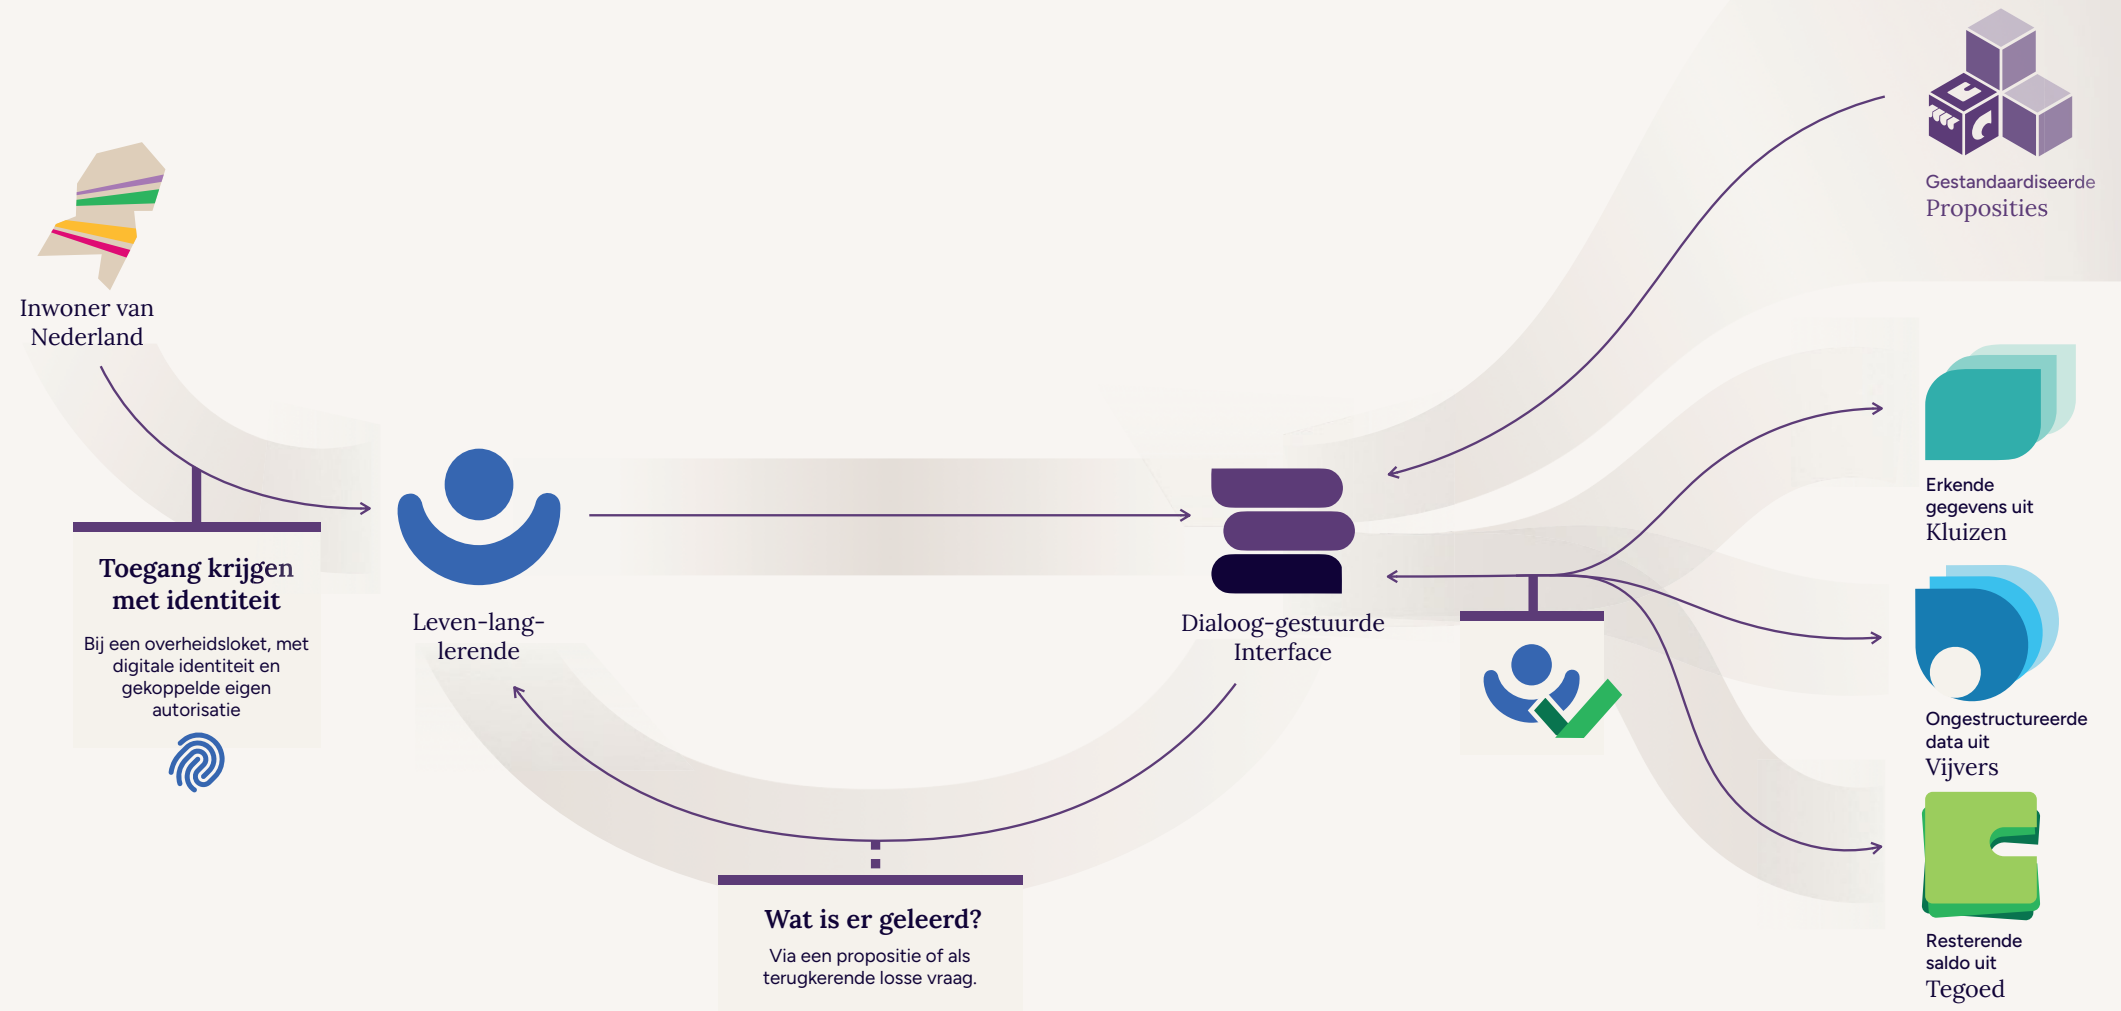 Gestandaardiseerde
Proposities
Inwoner van
Nederland
Erkende
gegevens uit
Kluizen
Toegang krijgen
met identiteit
Bij een overheidsloket, met
digitale identiteit en
gekoppelde eigen
autorisatie
Leven-lang-
lerende
Dialoog-gestuurde
Interface
Ongestructureerde
data uit
Vijvers
Wat is er geleerd?
Via een propositie of als
terugkerende losse vraag.
Resterende
saldo uit
Tegoed